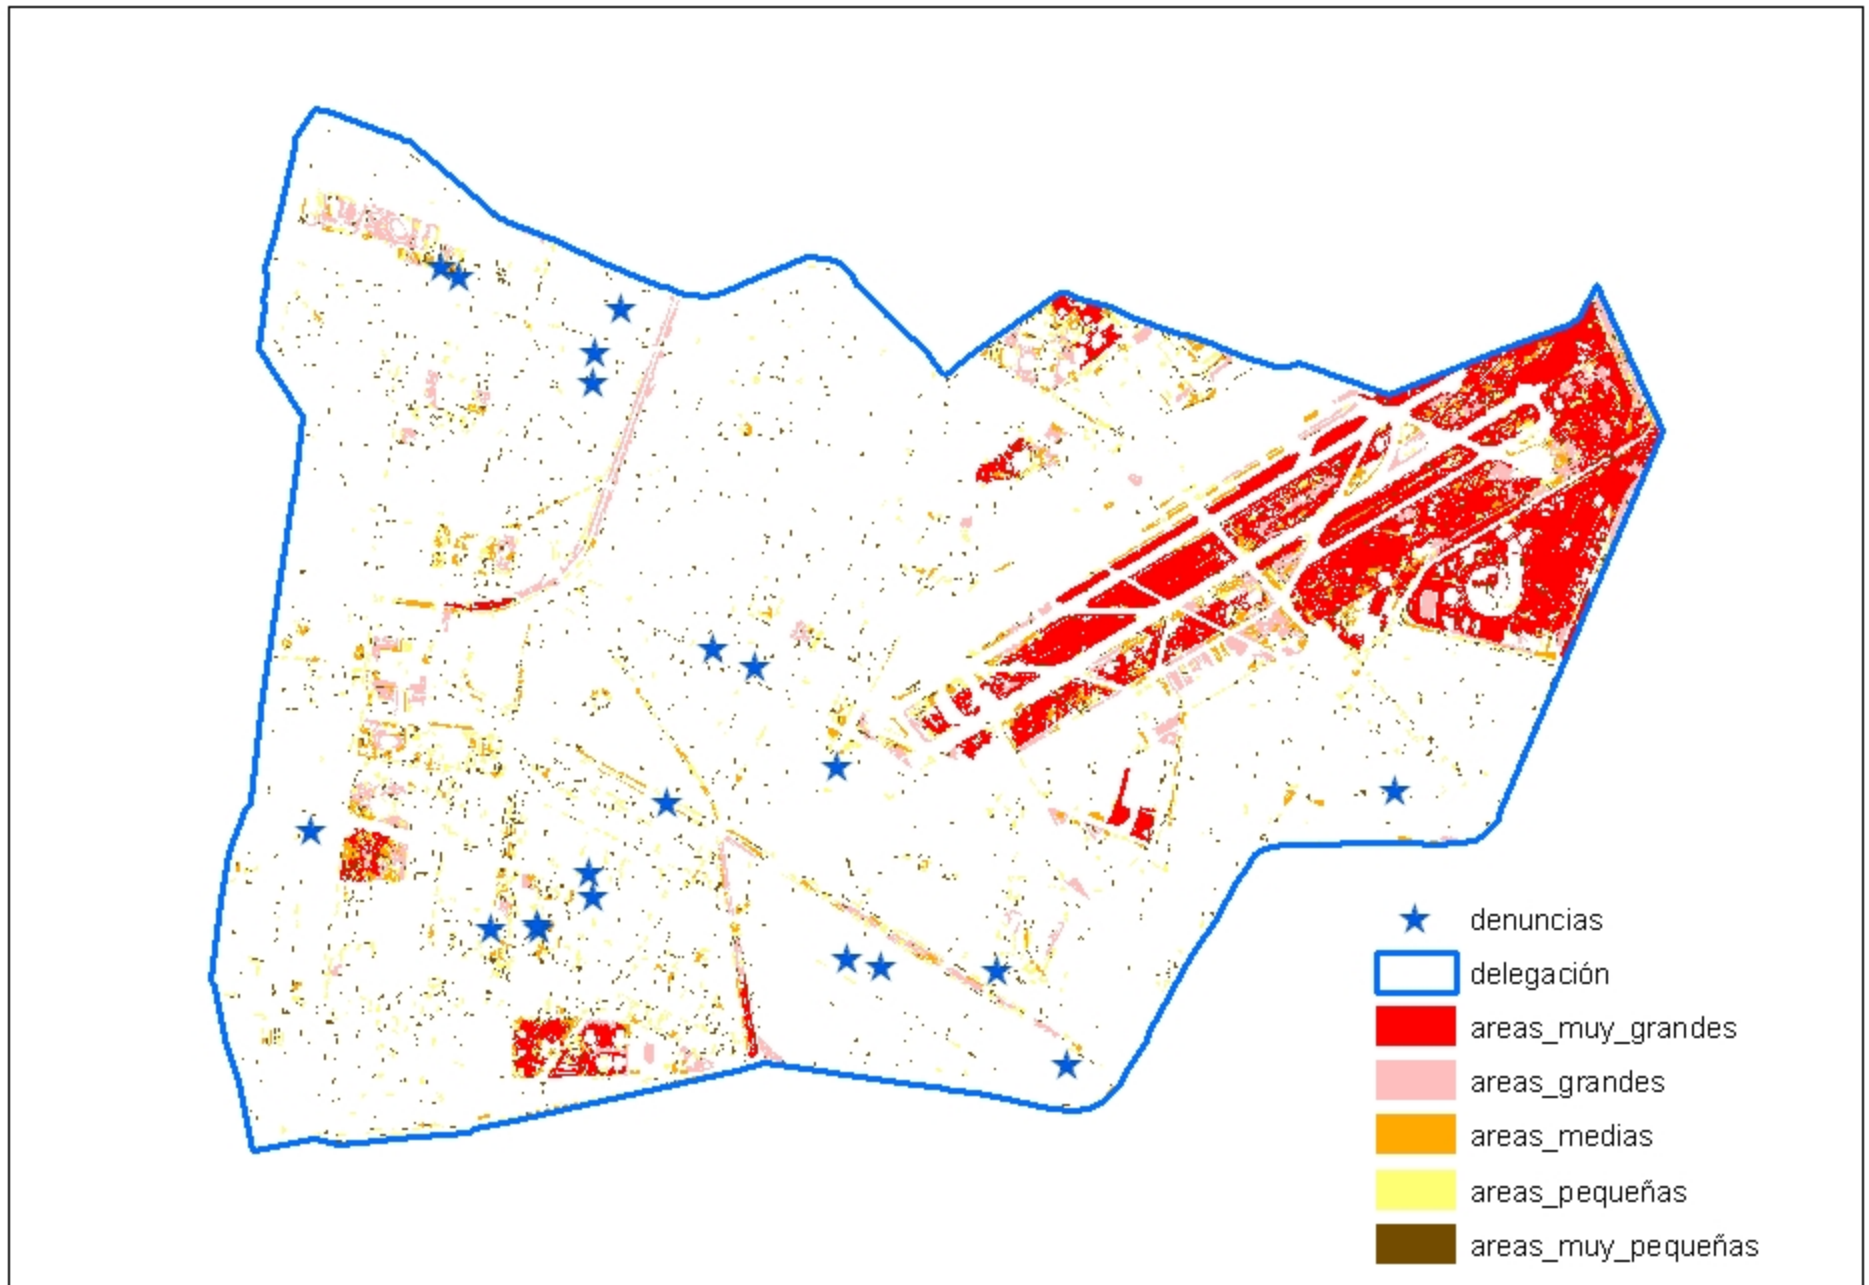 denuncias
delegación
areas_muy_grandes
areas_grandes
areas_medias
areas_pequeñas
areas_muy_pequeñas